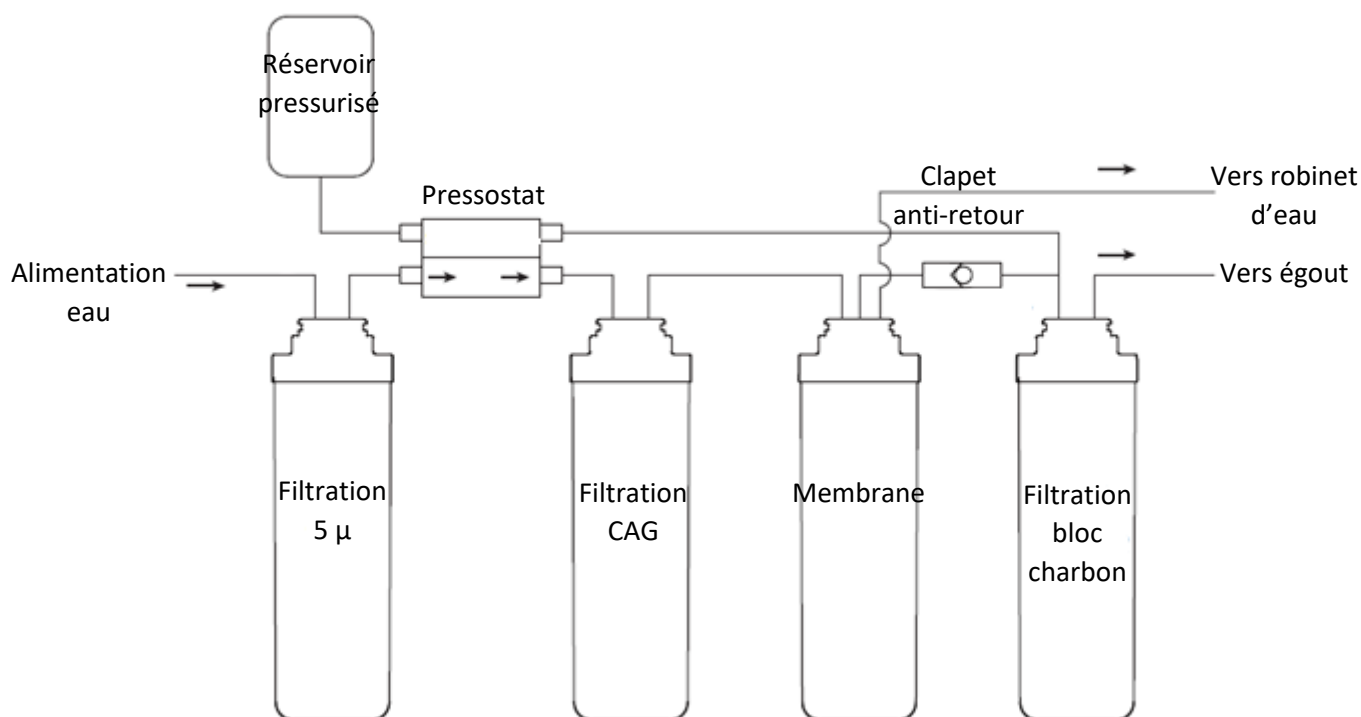 Réservoir
pressurisé
Pressostat
Clapet
anti-retour
Vers robinet
d’eau
Alimentation
eau
Vers égout
Filtration
5 µ
Filtration
CAG
Membrane
Filtration
bloc
charbon